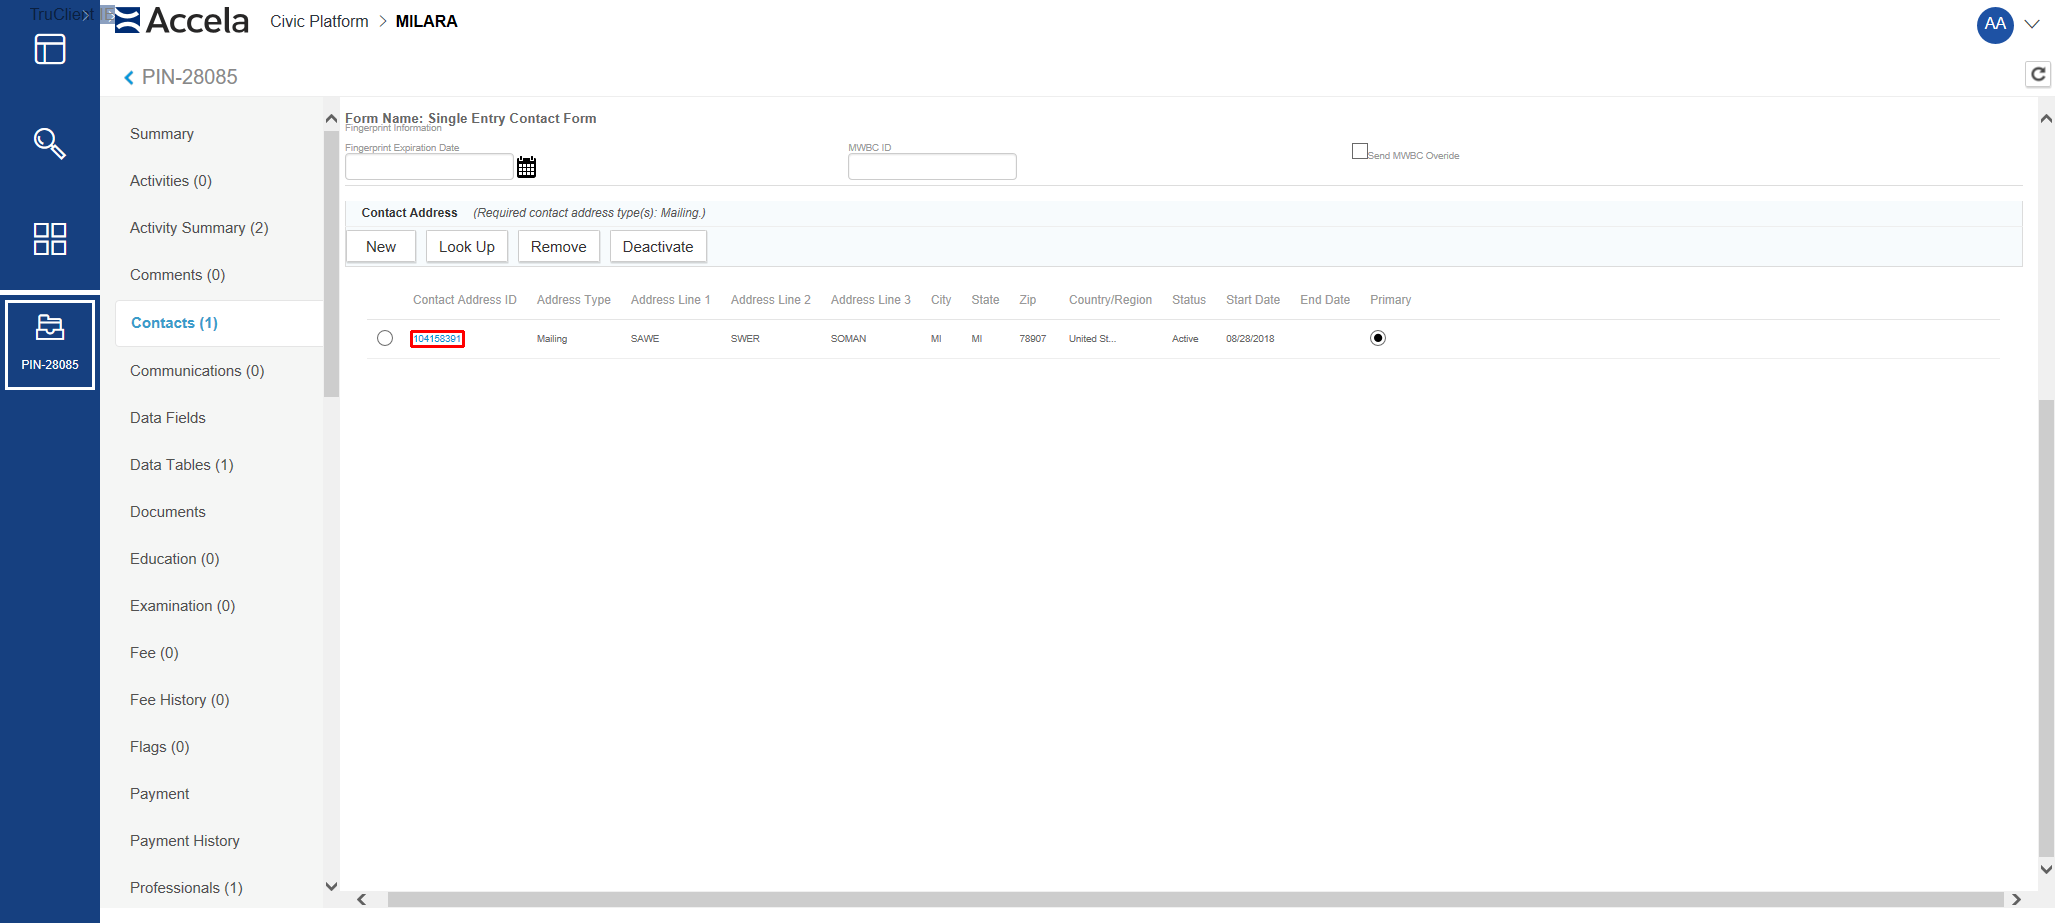 TruClient
Accela
Civic Platform > MILARA
AA
PIN-28085
PIN-28085
Summary
Activities (0)
Activity Summary (2)
Comments (0)
Contacts (1)
Communications (0)
Data Fields
Data Tables (1)
Documents
Education (0)
Examination (0)
Fee (0)
Fee History (0)
Flags (0)
Payment
Payment History
Professionals (1)
Form Name: Single Entry Contact Form
Fingerprint Information
Fingerprint Expiration Date MWBC ID Send MWBC Overide
Contact Address (Required contact address type(s): Mailing.)
New Look Up Remove Deactivate
Contact Address ID Address Type Address Line 1 Address Line 2 Address Line 3 City State Zip Country/Region Status Start Date End Date Primary
104158391 Mailing SAWE SWER SOMAN MI MI 78907 United St... Active 08/28/2018